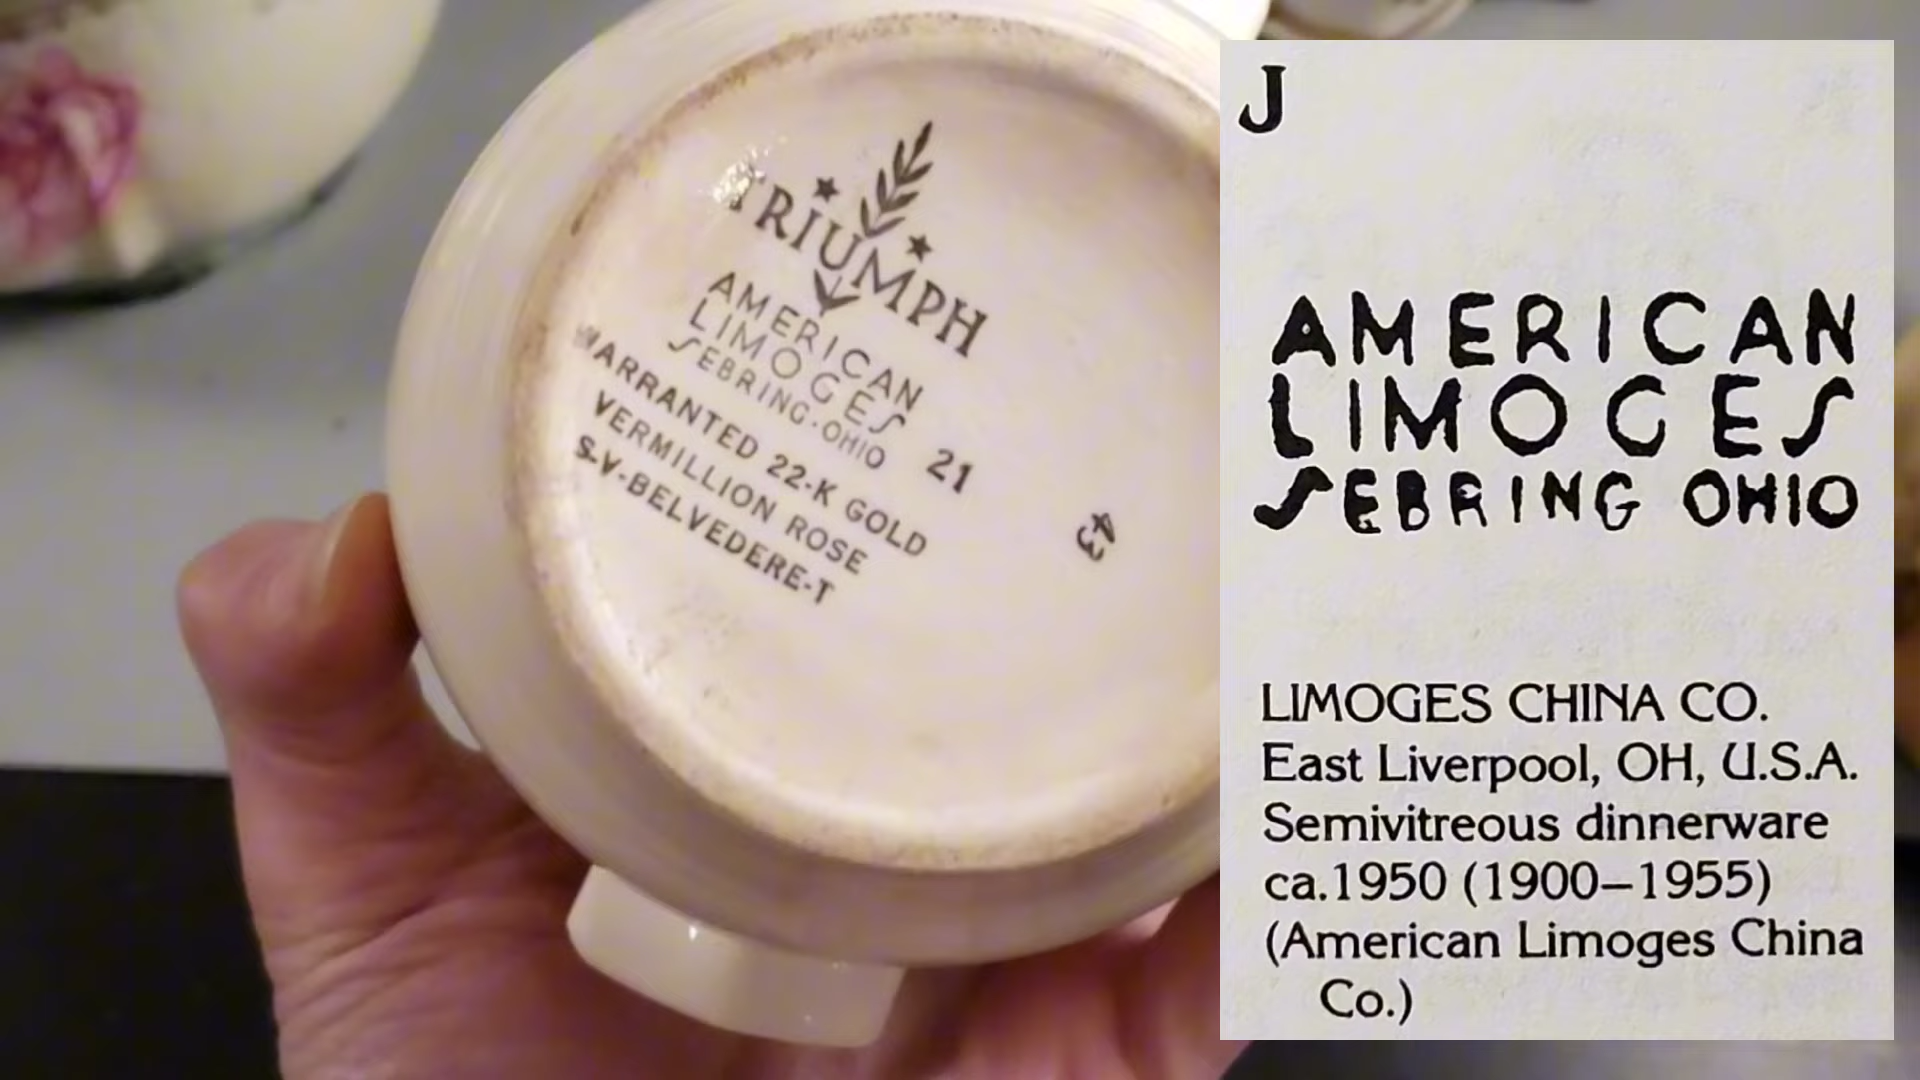 TRIUMPH
AMERICAN
LIMOGES
SEBRING·OHIO 21
WARRANTED 22-K GOLD
VERMILLION ROSE
S-V-BELVEDERE-T
43
J
AMERICAN
LIMOGES
SEBRING OHIO
LIMOGES CHINA CO.
East Liverpool, OH, U.S.A.
Semivitreous dinnerware
ca.1950 (1900–1955)
(American Limoges China
Co.)